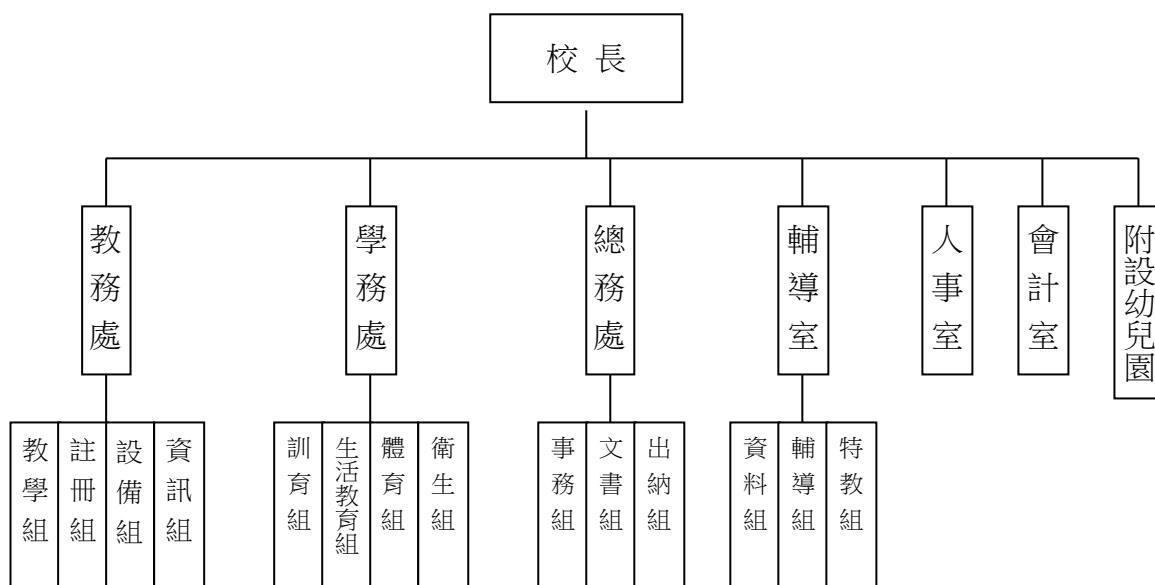 校長
教務處
學務處
總務處
輔導室
人事室
會計室
附設幼兒園
教學組
註冊組
設備組
資訊組
訓育組
生活教育組
體育組
衛生組
事務組
文書組
出納組
資料組
輔導組
特教組